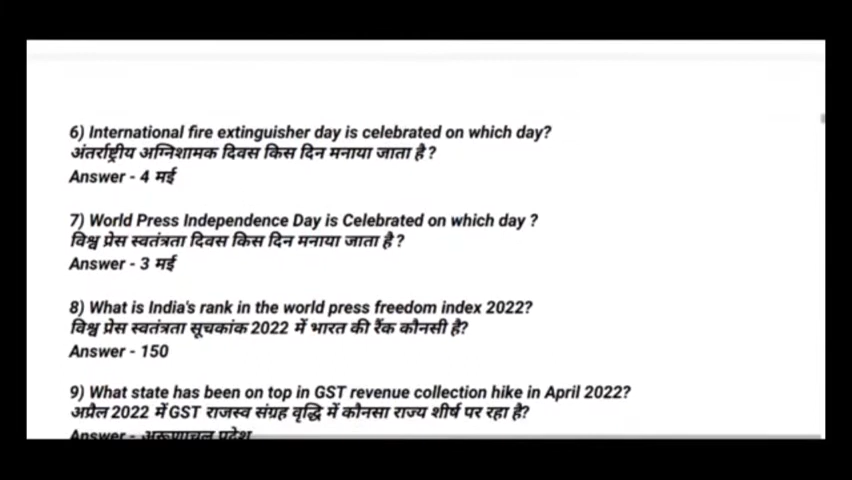 6) International fire extinguisher day is celebrated on which day?
अंतर्राष्ट्रीय अग्निशामक दिवस किस दिन मनाया जाता है ?
Answer - 4 मई
7) World Press Independence Day is Celebrated on which day ?
विश्व प्रेस स्वतंत्रता दिवस किस दिन मनाया जाता है ?
Answer - 3 मई
8) What is India's rank in the world press freedom index 2022?
विश्व प्रेस स्वतंत्रता सूचकांक 2022 में भारत की रैंक कौनसी है?
Answer - 150
9) What state has been on top in GST revenue collection hike in April 2022?
अप्रैल 2022 में GST राजस्व संग्रह वृद्धि में कौनसा राज्य शीर्ष पर रहा है?
Answer - अरूणाचल प्रदेश